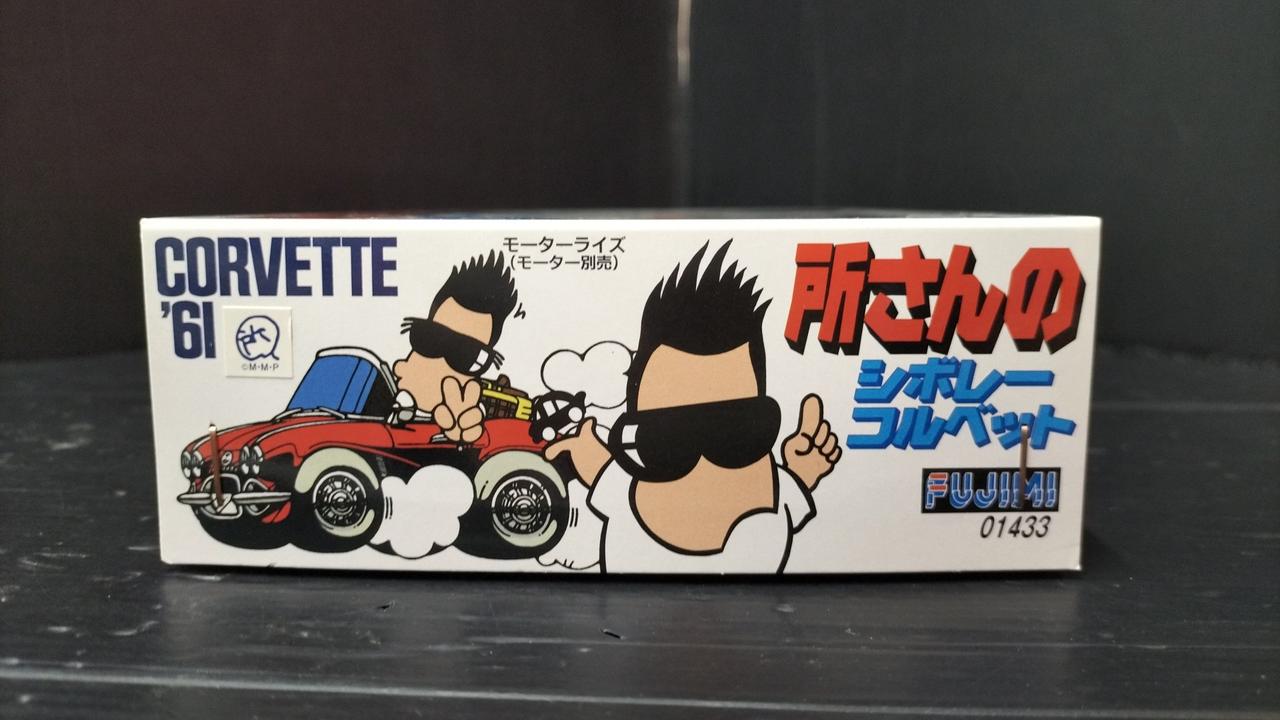 CORVETTE
'61
©M・M・P
モーターライズ
(モーター別売)
所さんの
シボレー
コルベット
FUJIMI
01433